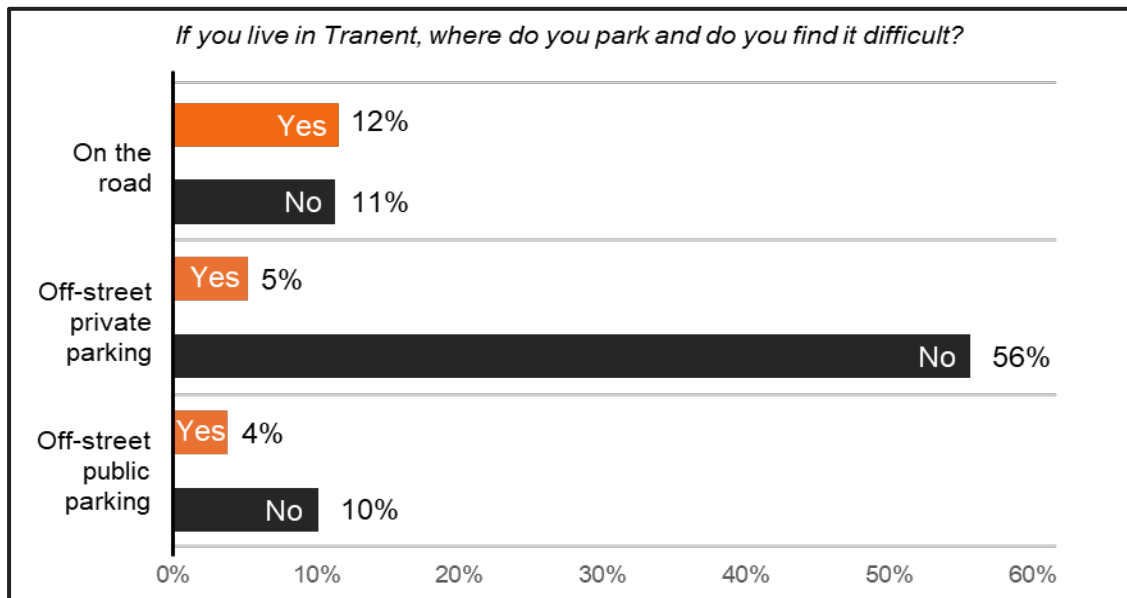 If you live in Tranent, where do you park and do you find it difficult?
On the
road
Yes
12%
No
11%
Off-street
private
parking
Yes
5%
No
56%
Off-street
public
parking
Yes
4%
No
10%
0%
10%
20%
30%
40%
50%
60%